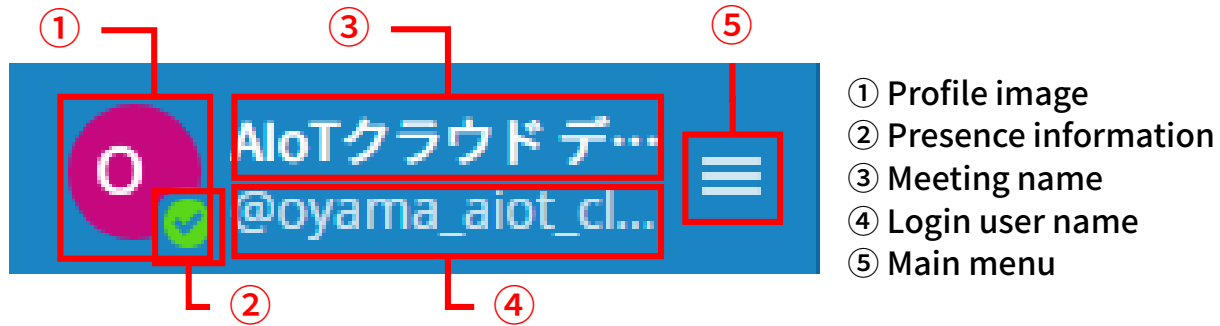 ① ③ ⑤
O
AIoTクラウド デ…
@oyama_aiot_cl...
② ④
① Profile image
② Presence information
③ Meeting name
④ Login user name
⑤ Main menu